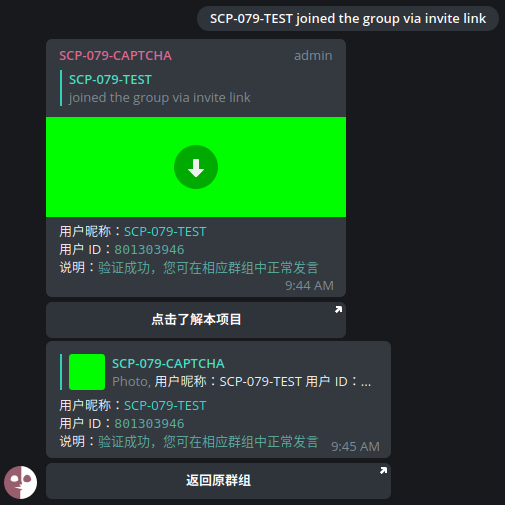 SCP-079-TEST joined the group via invite link
SCP-079-CAPTCHA admin
SCP-079-TEST
joined the group via invite link
用户昵称：SCP-079-TEST
用户 ID：801303946
说明：验证成功，您可在相应群组中正常发言
9:44 AM
点击了解本项目
SCP-079-CAPTCHA
Photo, 用户昵称：SCP-079-TEST 用户 ID：...
用户昵称：SCP-079-TEST
用户 ID：801303946
说明：验证成功，您可在相应群组中正常发言
9:45 AM
返回原群组